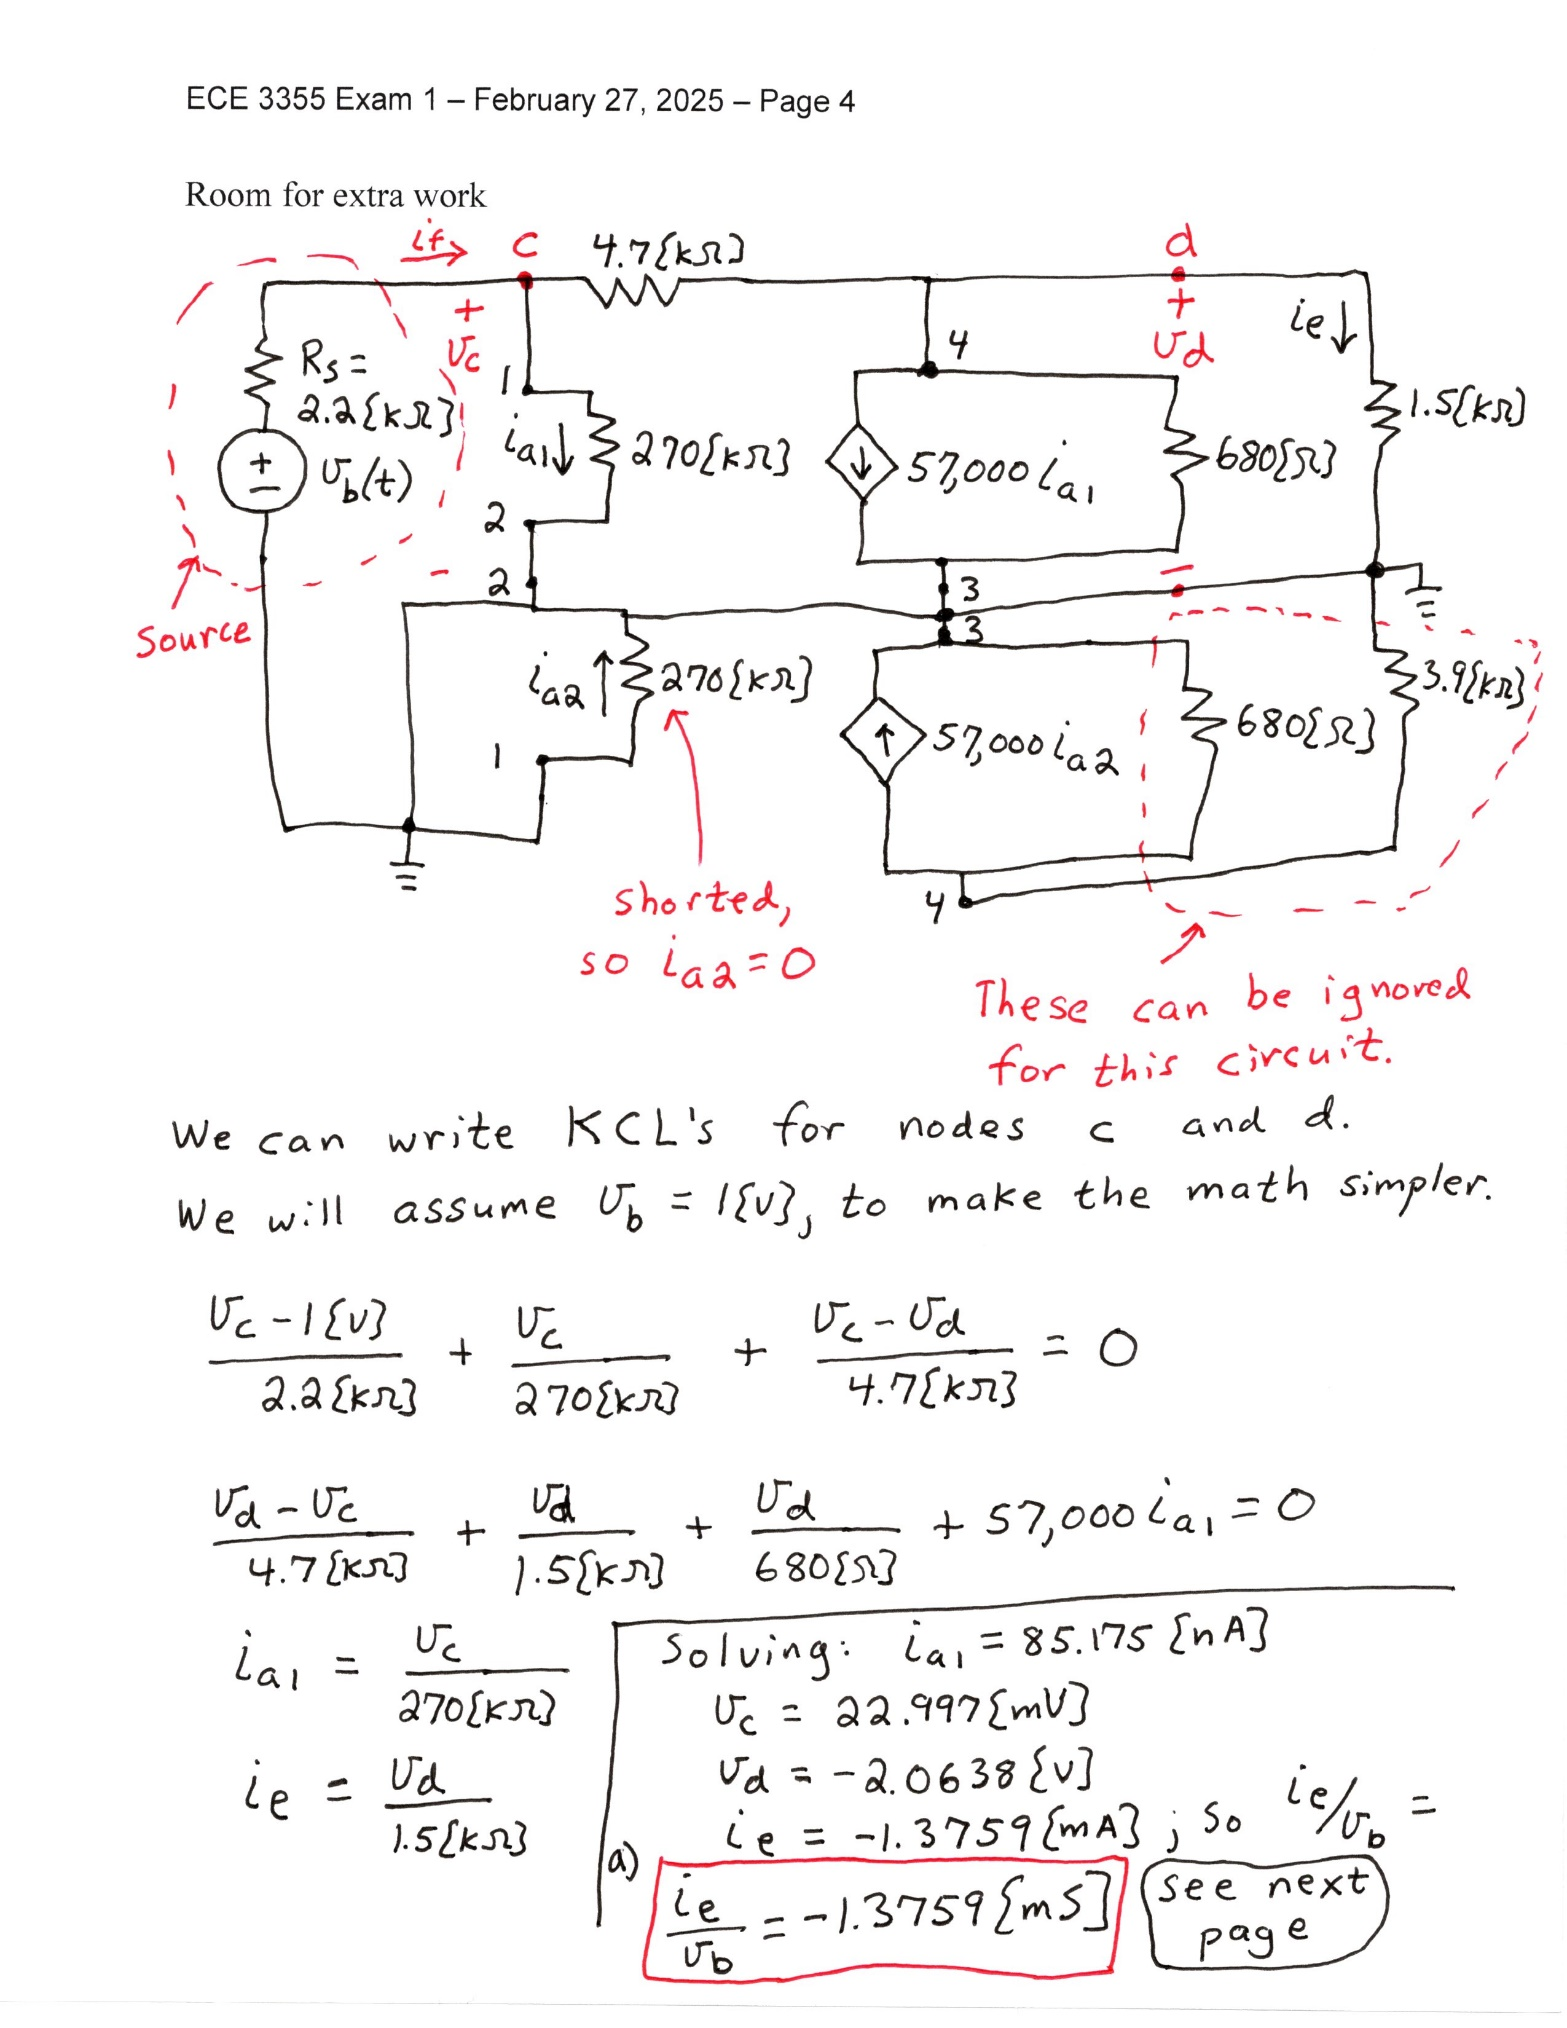 ECE 3355 Exam 1 – February 27, 2025 – Page 4
Room for extra work
if → c 4.7{kΩ} d
+ + ie ↓
Vc 4 Vd
Rs =
2.2{kΩ} 1 1.5{kΩ}
ia1 ↓ 270{kΩ} ↓ 57,000 ia1 680{Ω}
+
− Vb(t)
2
− 2 3 −
3
Source
ia2 ↑ 270{kΩ} 3.9{kΩ}
1 ↑ 57,000 ia2 680{Ω}
4
shorted,
so ia2 = 0
These can be ignored
for this circuit.
We can write KCL's for nodes c and d.
We will assume Vb = 1{V}, to make the math simpler.
Vc − 1{V} / 2.2{kΩ} + Vc / 270{kΩ} + Vc − Vd / 4.7{kΩ} = 0
Vd − Vc / 4.7{kΩ} + Vd / 1.5{kΩ} + Vd / 680{Ω} + 57,000 ia1 = 0
ia1 = Vc / 270{kΩ}
ie = Vd / 1.5{kΩ}
Solving: ia1 = 85.175 {nA}
Vc = 22.997{mV}
Vd = −2.0638{V}
ie = −1.3759{mA}; so ie/Vb =
a) ie / Vb = −1.3759{mS}
see next
page